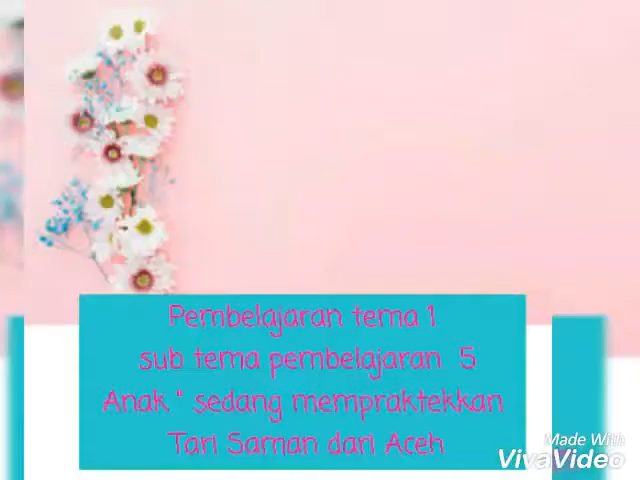 Pembelajaran tema 1
sub tema pembelajaran 5
Anak " sedang mempraktekkan
Tari Saman dari Aceh
Made With
VivaVideo